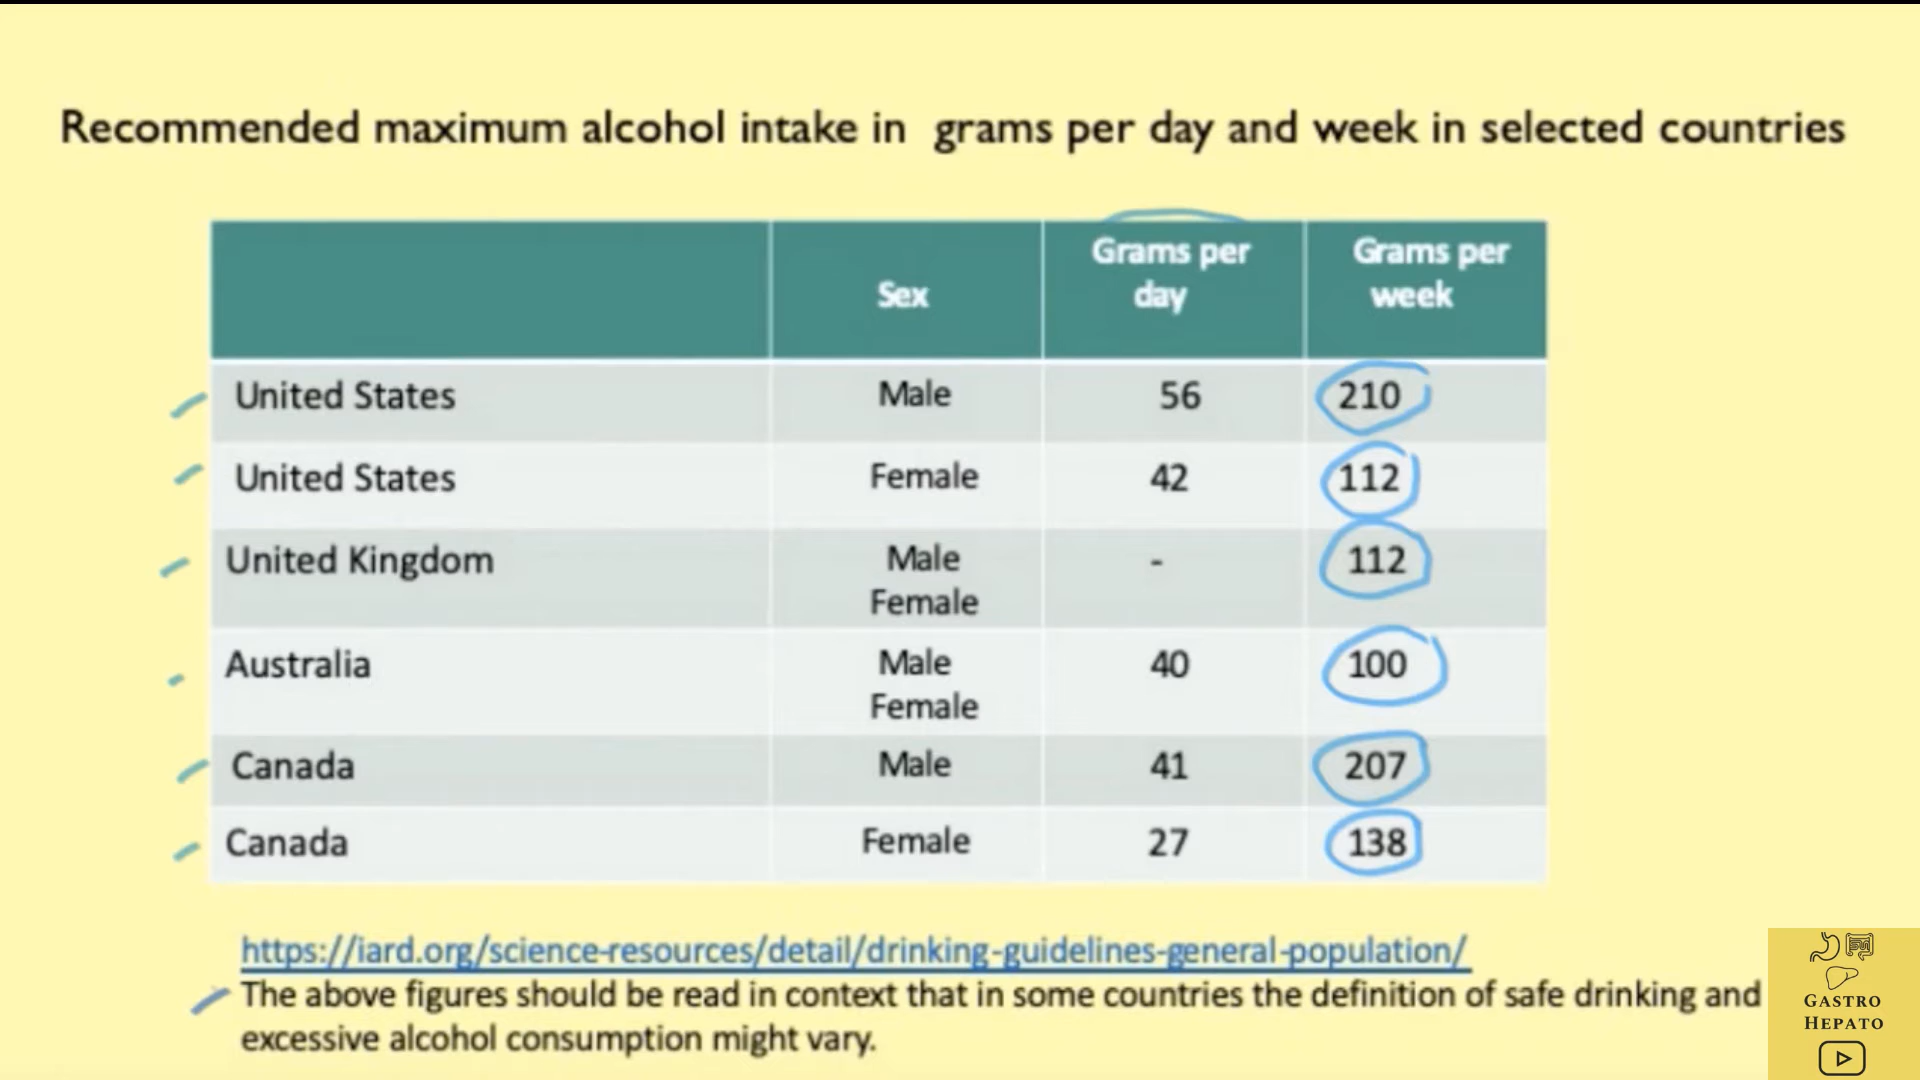 Recommended maximum alcohol intake in grams per day and week in selected countries
Sex Grams per day Grams per week
United States Male 56 210
United States Female 42 112
United Kingdom Male Female - 112
Australia Male Female 40 100
Canada Male 41 207
Canada Female 27 138
https://iard.org/science-resources/detail/drinking-guidelines-general-population/
The above figures should be read in context that in some countries the definition of safe drinking and
excessive alcohol consumption might vary.
GASTRO
HEPATO